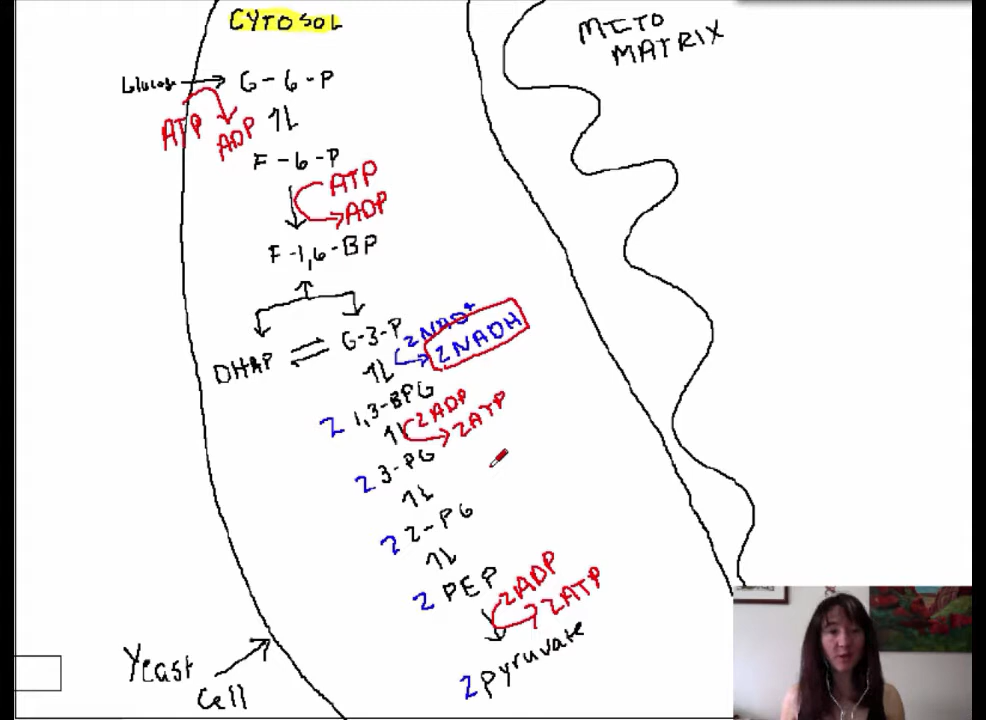 CYTOSOL
MITO
MATRIX
Glucose G-6-P
ATP ADP
F-6-P
ATP
ADP
F-1,6-BP
DHAP G-3-P
2NAD+
2NADH
2 1,3-BPG
2ADP
2ATP
2 3-PG
2 2-PG
2 PEP
2ADP
2ATP
2 Pyruvate
Yeast
Cell